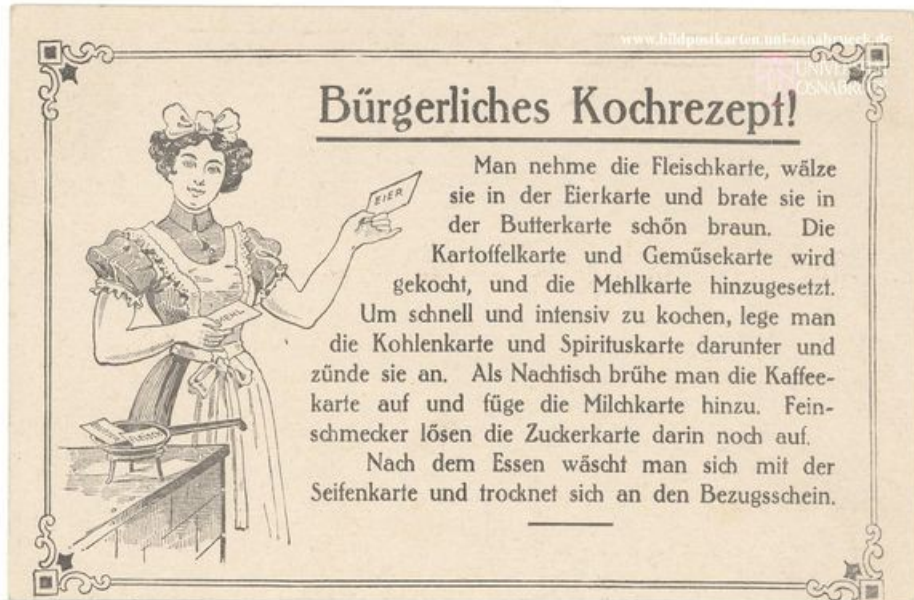 www.bildpostkarten.uni-osnabrueck.de
UNIVERSITÄT
OSNABRÜCK
Bürgerliches Kochrezept!
Man nehme die Fleischkarte, wälze
sie in der Eierkarte und brate sie in
der Butterkarte schön braun. Die
Kartoffelkarte und Gemüsekarte wird
gekocht, und die Mehlkarte hinzugesetzt.
Um schnell und intensiv zu kochen, lege man
die Kohlenkarte und Spirituskarte darunter und
zünde sie an. Als Nachtisch brühe man die Kaffee-
karte auf und füge die Milchkarte hinzu. Fein-
schmecker lösen die Zuckerkarte darin noch auf.
Nach dem Essen wäscht man sich mit der
Seifenkarte und trocknet sich an den Bezugsschein.
EIER
MEHL
FLEISCH